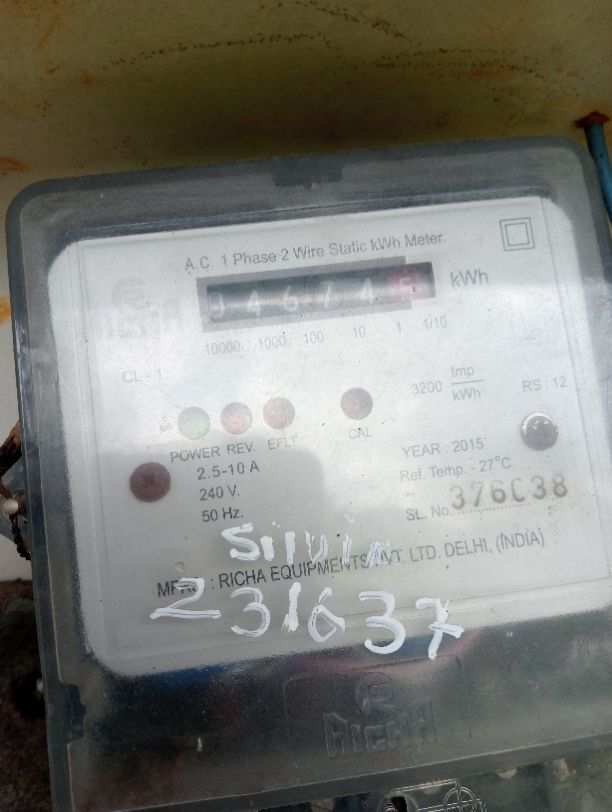 A.C. 1 Phase 2 Wire Static kWh Meter
kWh
10000 1000 100 10 1 1/10
CL - 1
3200 Imp/kWh
RS : 12
POWER REV. EFLT CAL
2.5-10 A
240 V.
50 Hz.
YEAR : 2015
Ref. Temp. - 27°C
SL. No.
RICHA EQUIPMENTS PVT. LTD. DELHI, (INDIA)
231637
RICHA